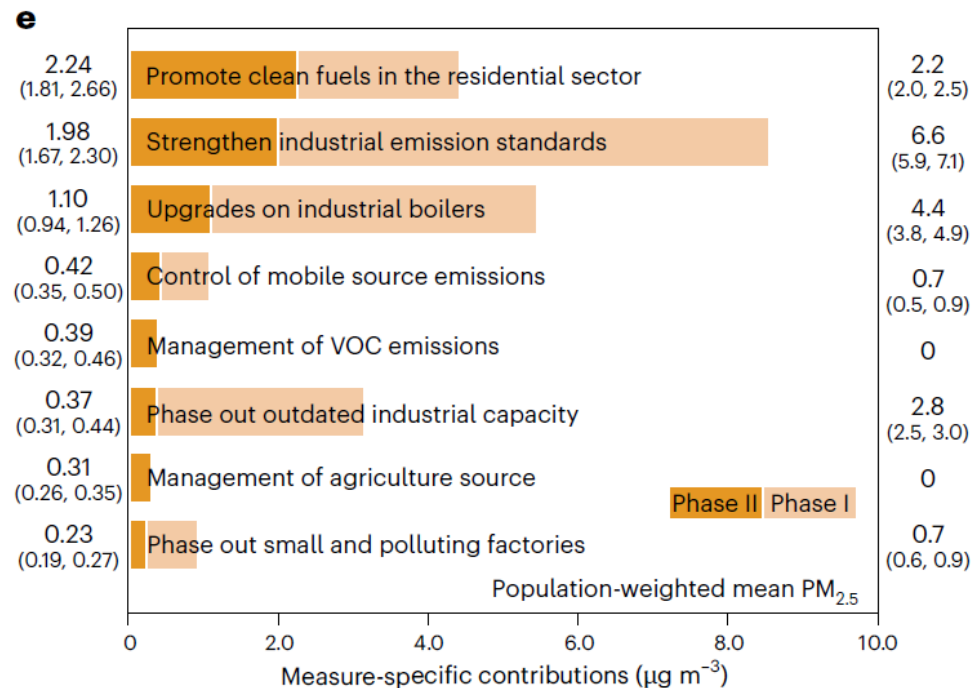 e
2.24
(1.81, 2.66)
Promote clean fuels in the residential sector
2.2
(2.0, 2.5)
1.98
(1.67, 2.30)
Strengthen industrial emission standards
6.6
(5.9, 7.1)
1.10
(0.94, 1.26)
Upgrades on industrial boilers
4.4
(3.8, 4.9)
0.42
(0.35, 0.50)
Control of mobile source emissions
0.7
(0.5, 0.9)
0.39
(0.32, 0.46)
Management of VOC emissions
0
0.37
(0.31, 0.44)
Phase out outdated industrial capacity
2.8
(2.5, 3.0)
0.31
(0.26, 0.35)
Management of agriculture source
0
Phase II Phase I
0.23
(0.19, 0.27)
Phase out small and polluting factories
0.7
(0.6, 0.9)
Population-weighted mean PM₂.₅
0 2.0 4.0 6.0 8.0 10.0
Measure-specific contributions (µg m⁻³)